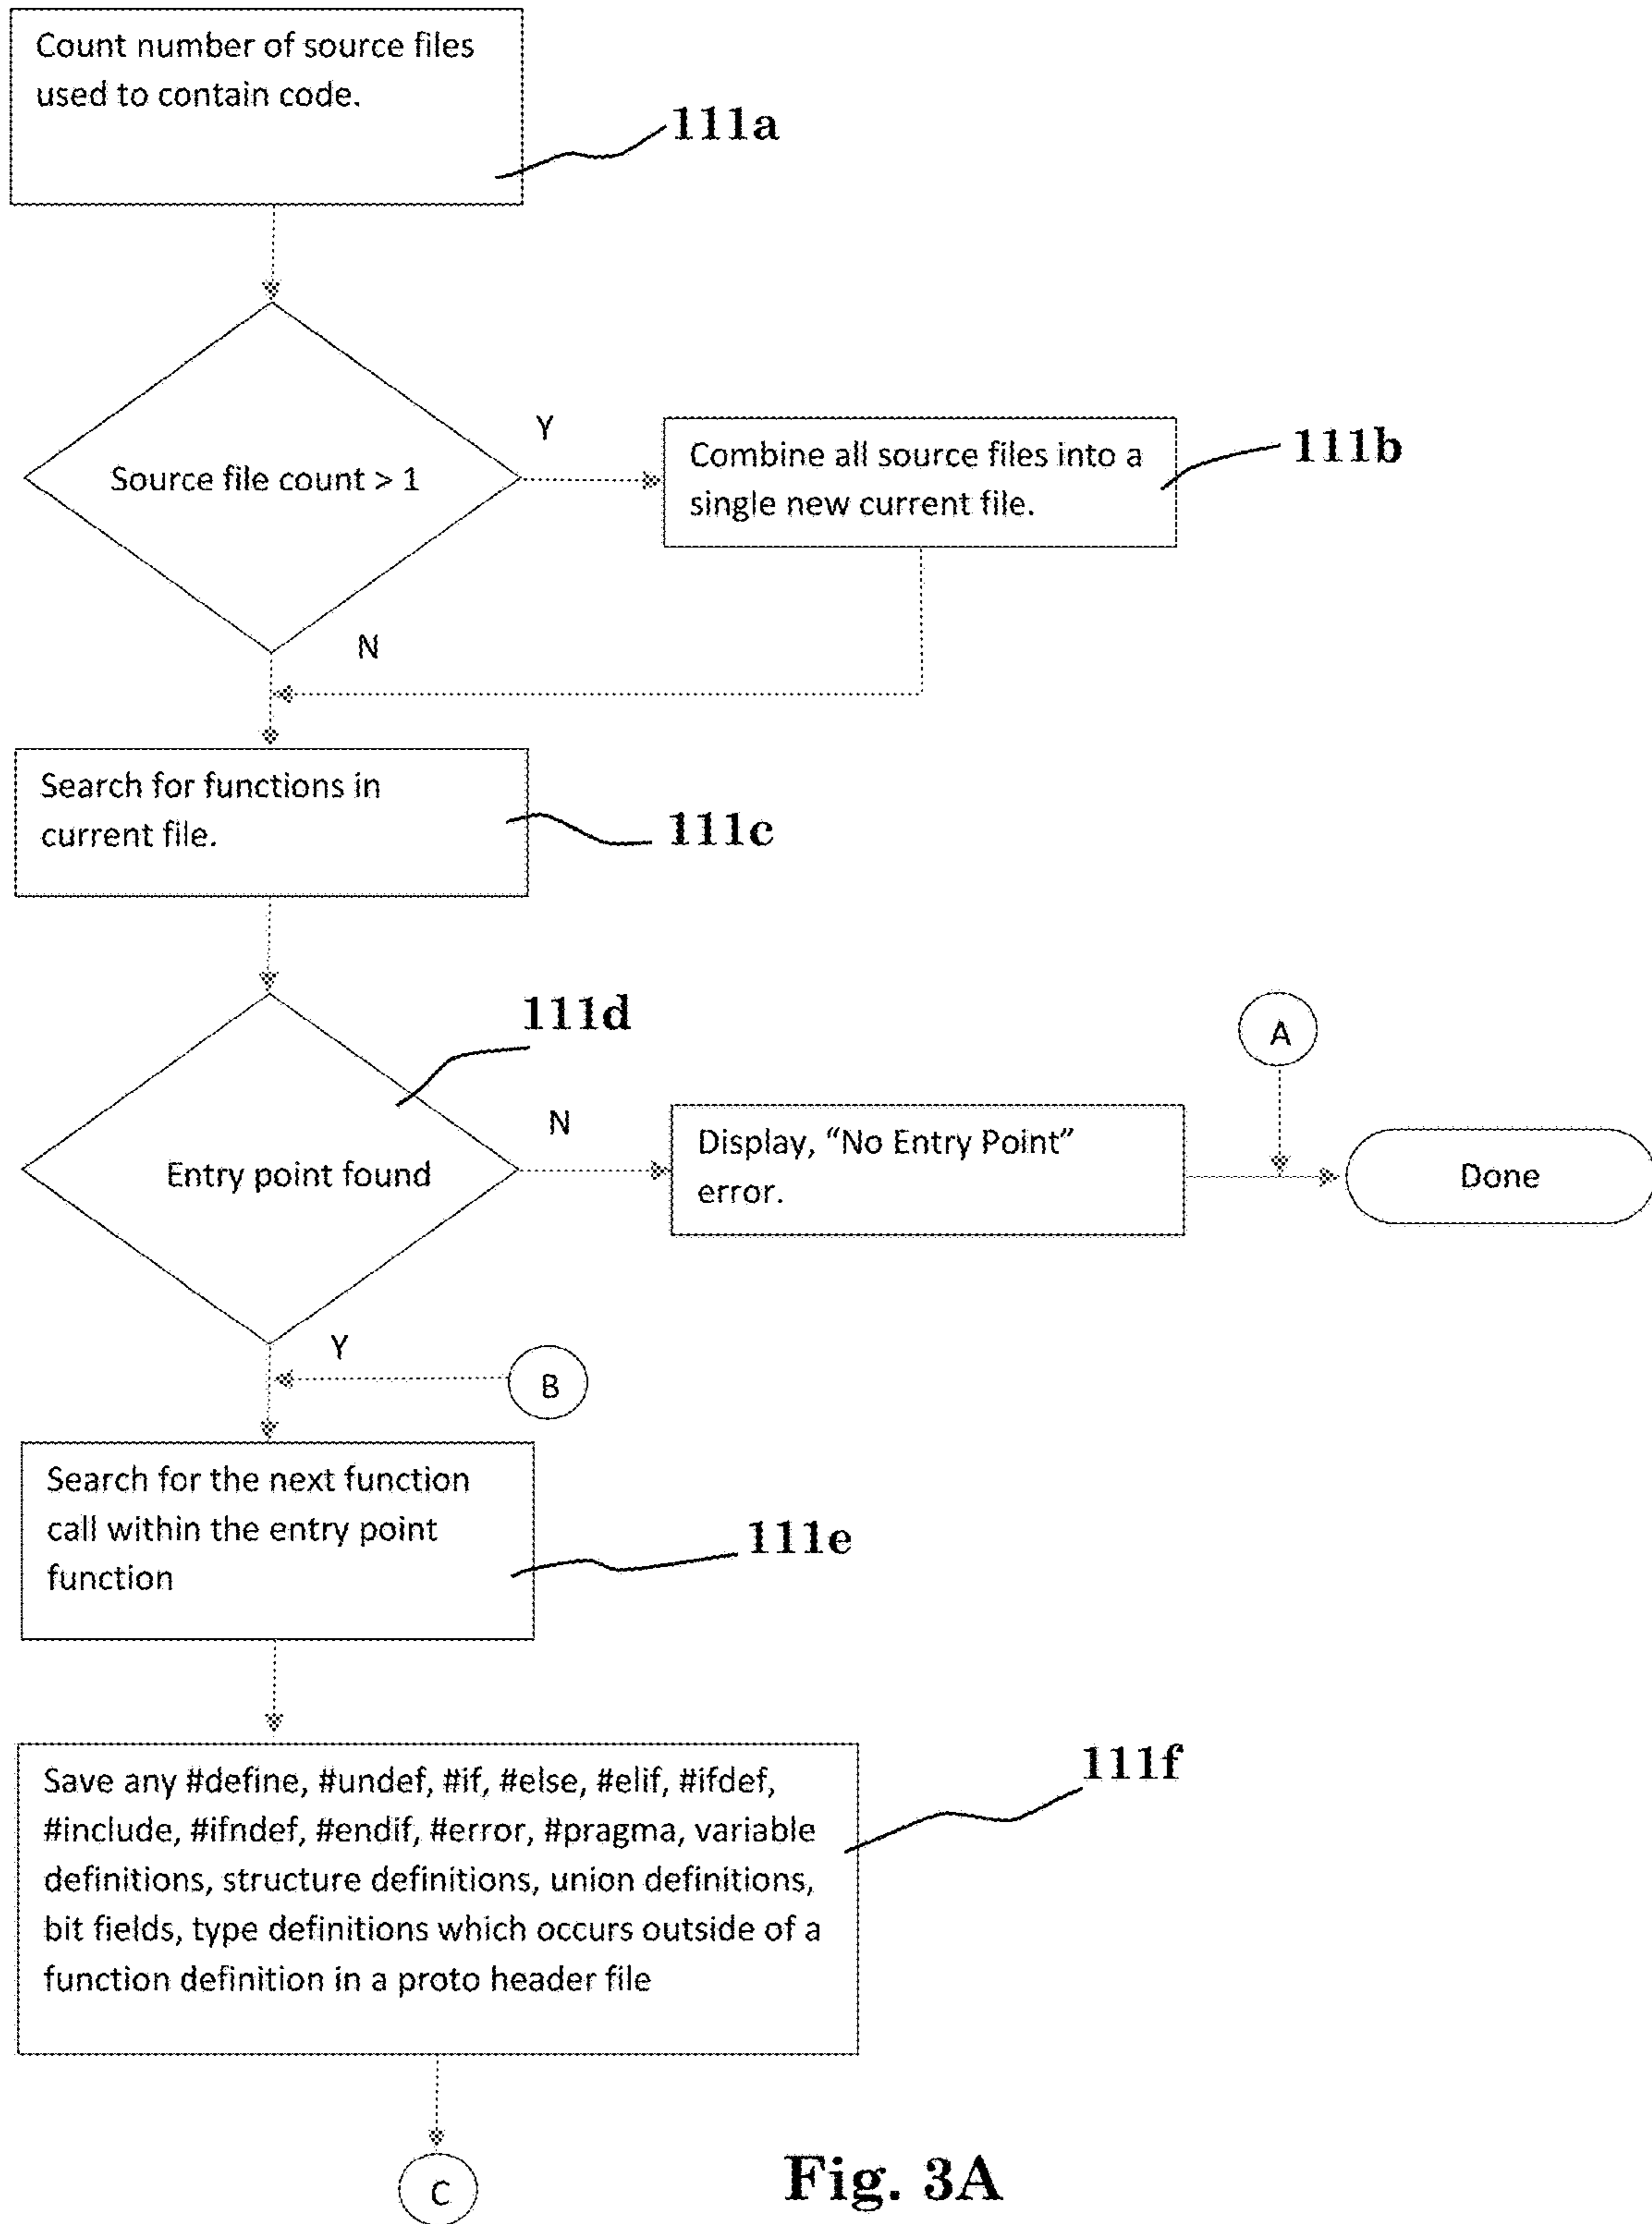 Count number of source files
used to contain code.
111a
Source file count > 1
Y
Combine all source files into a
single new current file.
111b
N
Search for functions in
current file.
111c
111d
Entry point found
N
Display, “No Entry Point”
error.
A
Done
Y
B
Search for the next function
call within the entry point
function
111e
Save any #define, #undef, #if, #else, #elif, #ifdef,
#include, #ifndef, #endif, #error, #pragma, variable
definitions, structure definitions, union definitions,
bit fields, type definitions which occurs outside of a
function definition in a proto header file
111f
C
Fig. 3A